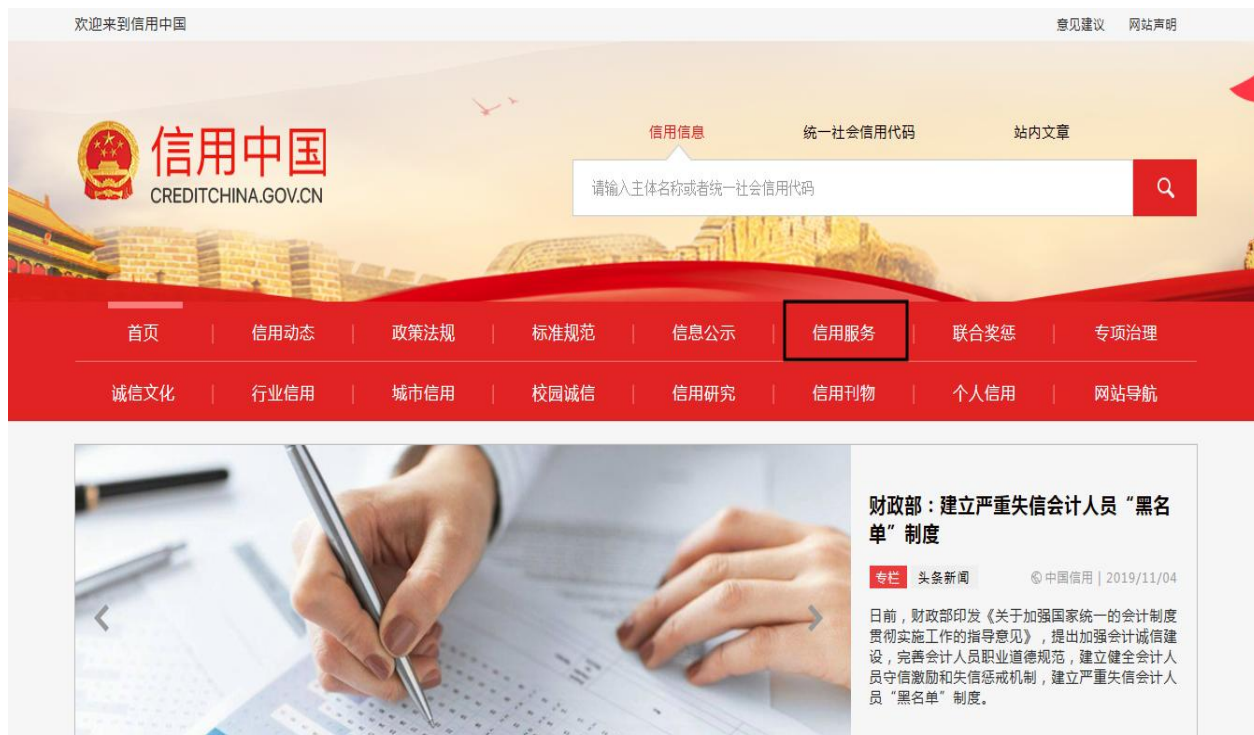 欢迎来到信用中国
意见建议 网站声明
信用中国
CREDITCHINA.GOV.CN
信用信息 统一社会信用代码 站内文章
请输入主体名称或者统一社会信用代码
首页 信用动态 政策法规 标准规范 信息公示 信用服务 联合奖惩 专项治理
诚信文化 行业信用 城市信用 校园诚信 信用研究 信用刊物 个人信用 网站导航
财政部：建立严重失信会计人员“黑名
单”制度
专栏 头条新闻 ©中国信用 | 2019/11/04
日前，财政部印发《关于加强国家统一的会计制度
贯彻实施工作的指导意见》，提出加强会计诚信建
设，完善会计人员职业道德规范，建立健全会计人
员守信激励和失信惩戒机制，建立严重失信会计人
员“黑名单”制度。